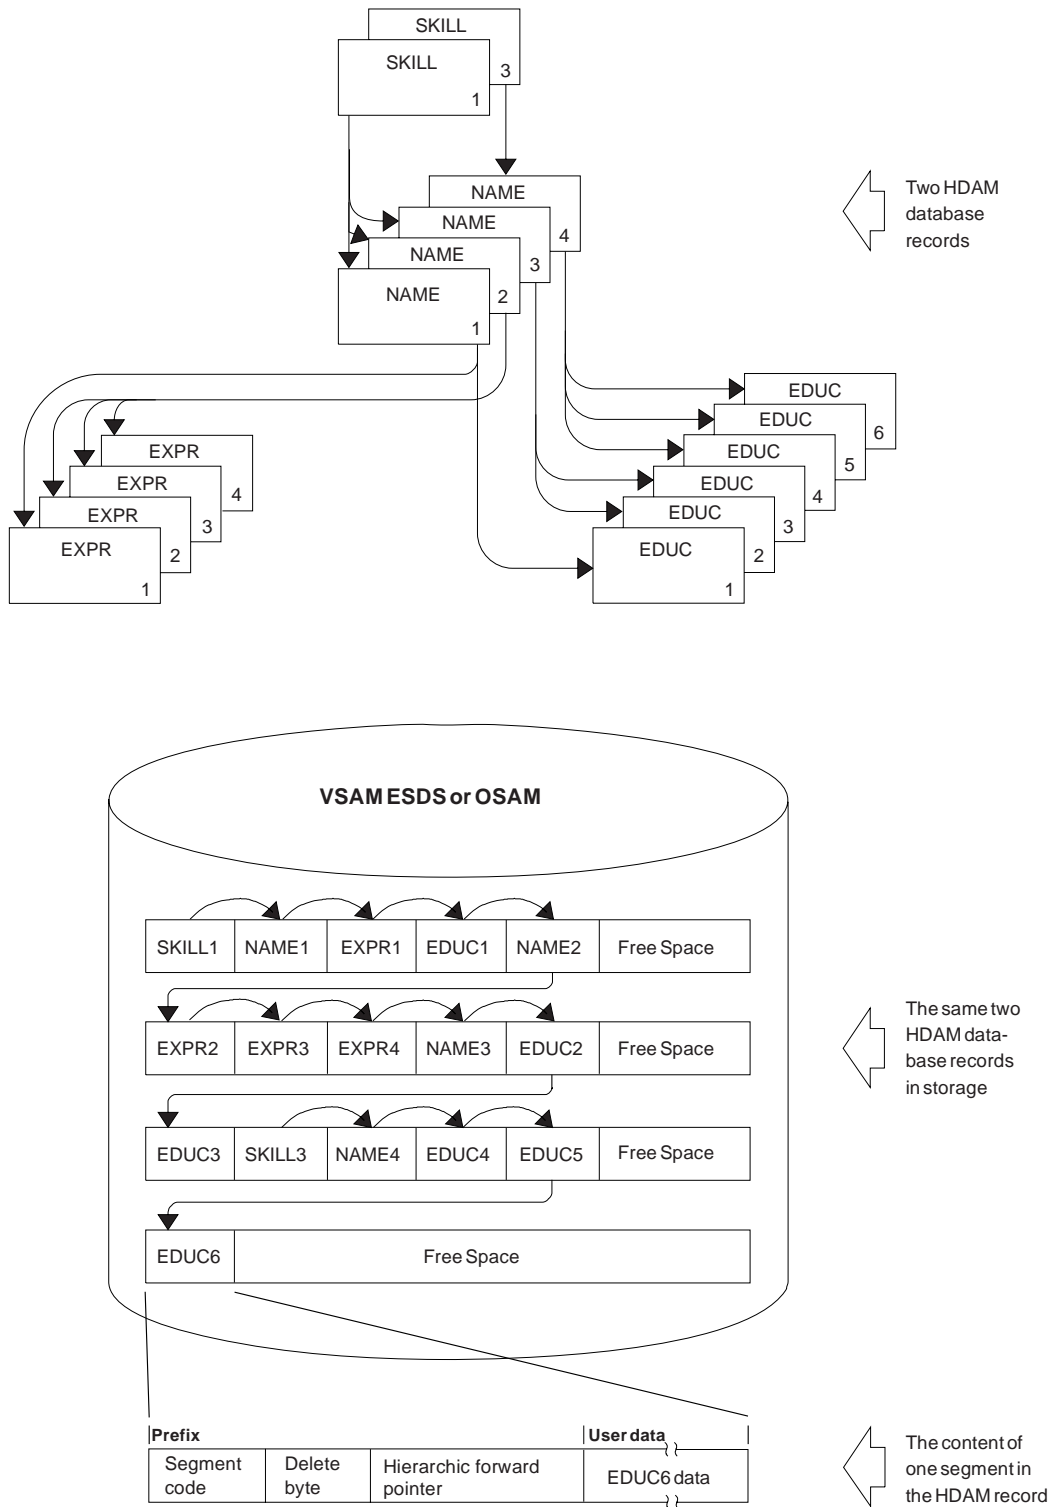 SKILL
SKILL
3
1
NAME
NAME
4
NAME
3
NAME
2
1
Two HDAM
database
records
EDUC
EDUC
6
EDUC
5
EDUC
4
EDUC
3
EDUC
2
1
EXPR
EXPR
4
EXPR
3
EXPR
2
1
VSAM ESDS or OSAM
SKILL1 NAME1 EXPR1 EDUC1 NAME2 Free Space
EXPR2 EXPR3 EXPR4 NAME3 EDUC2 Free Space
EDUC3 SKILL3 NAME4 EDUC4 EDUC5 Free Space
EDUC6 Free Space
The same two
HDAM data-
base records
in storage
Prefix User data
Segment
code
Delete
byte
Hierarchic forward
pointer
EDUC6 data
The content of
one segment in
the HDAM record